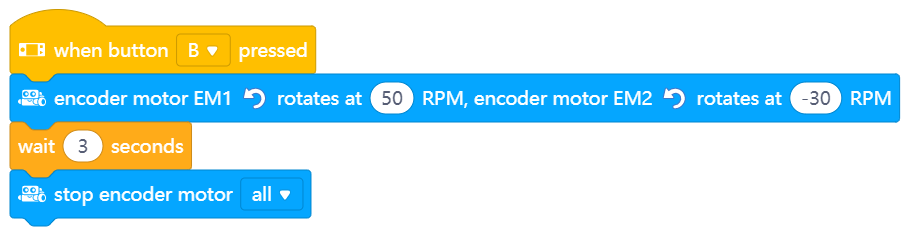 when button B pressed
encoder motor EM1 rotates at 50 RPM, encoder motor EM2 rotates at -30 RPM
wait 3 seconds
stop encoder motor all